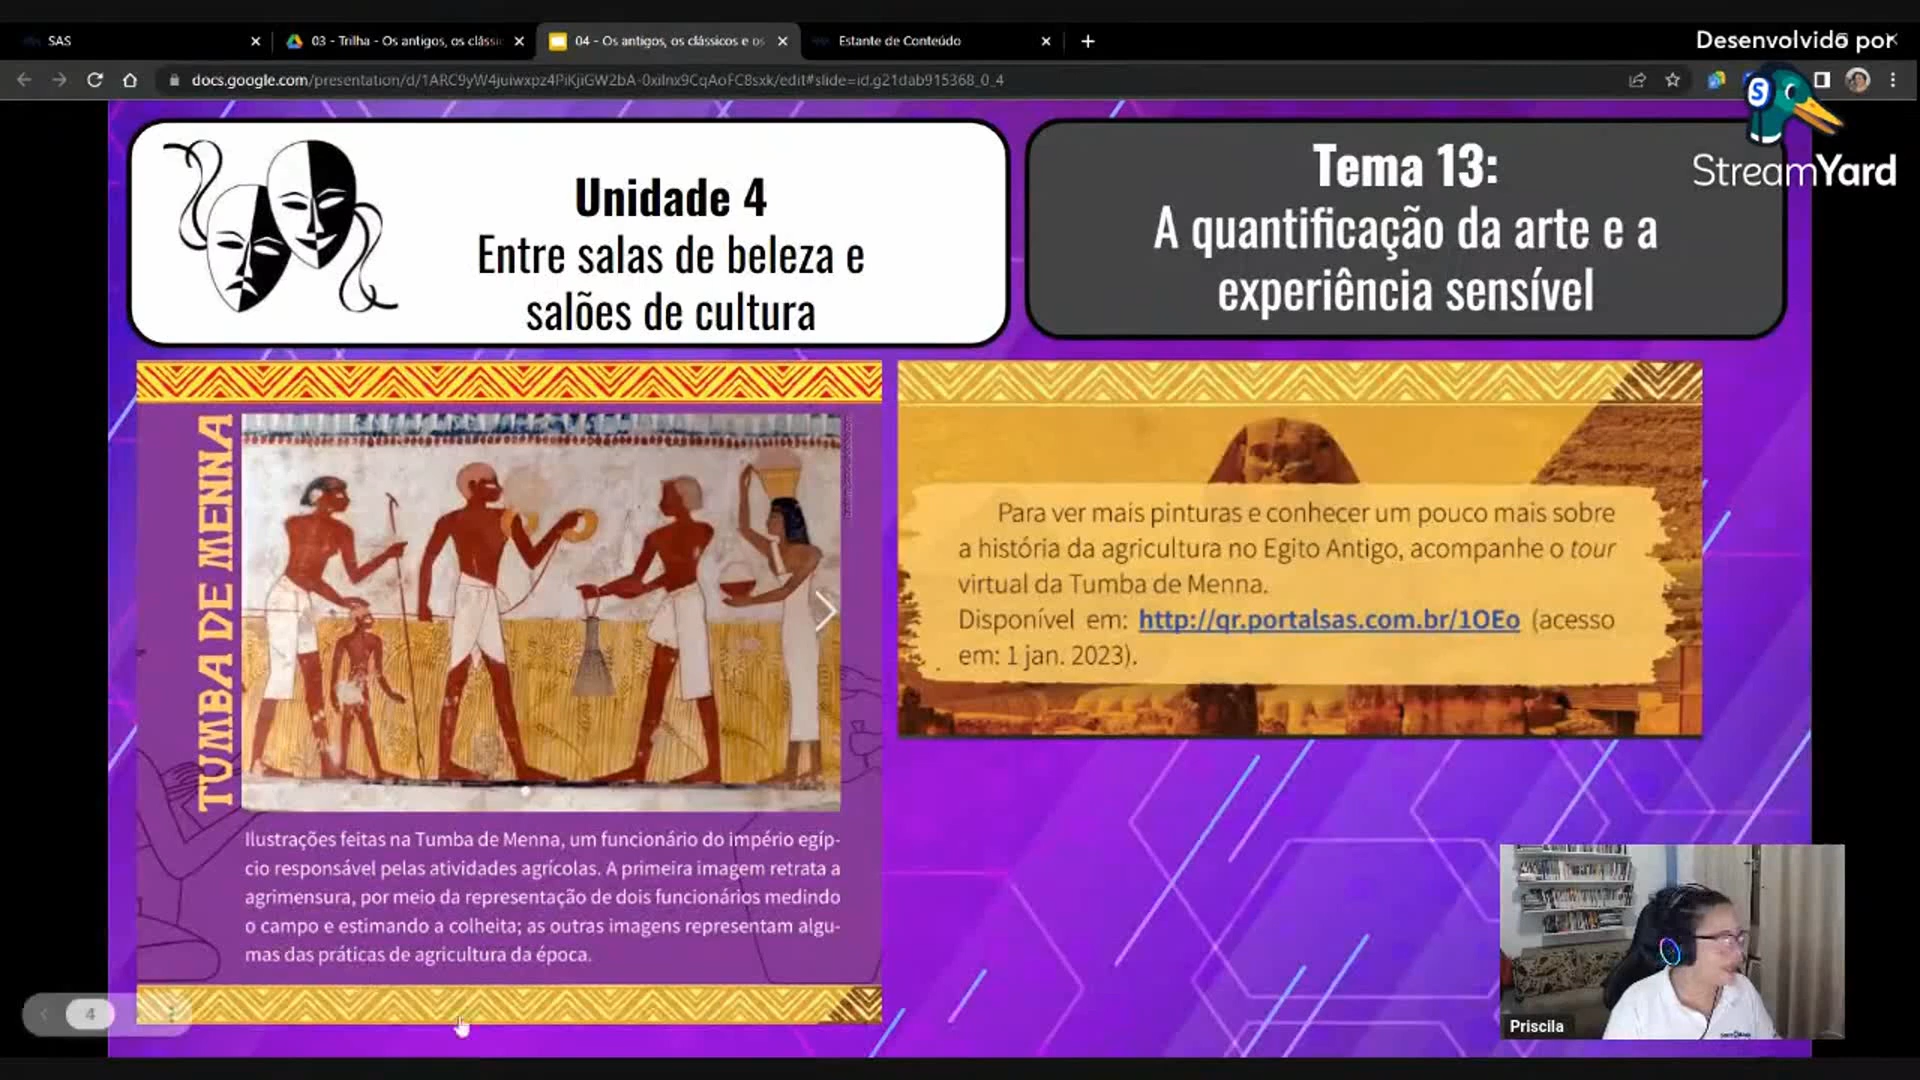 SAS
03 - Trilha - Os antigos, os clássic
04 - Os antigos, os clássicos e os
Estante de Conteúdo
Desenvolvido por
docs.google.com/presentation/d/1ARC9yW4juiwxpz4PiKjiGW2bA-0xilnx9CqAoFC8sxk/edit#slide=id.g21dab915368_0_4
StreamYard
Unidade 4
Entre salas de beleza e
salões de cultura
Tema 13:
A quantificação da arte e a
experiência sensível
TUMBA DE MENNA
Ilustrações feitas na Tumba de Menna, um funcionário do império egíp-
cio responsável pelas atividades agrícolas. A primeira imagem retrata a
agrimensura, por meio da representação de dois funcionários medindo
o campo e estimando a colheita; as outras imagens representam algu-
mas das práticas de agricultura da época.
Para ver mais pinturas e conhecer um pouco mais sobre
a história da agricultura no Egito Antigo, acompanhe o tour
virtual da Tumba de Menna.
Disponível em: http://qr.portalsas.com.br/1OEo (acesso
em: 1 jan. 2023).
4
Priscila